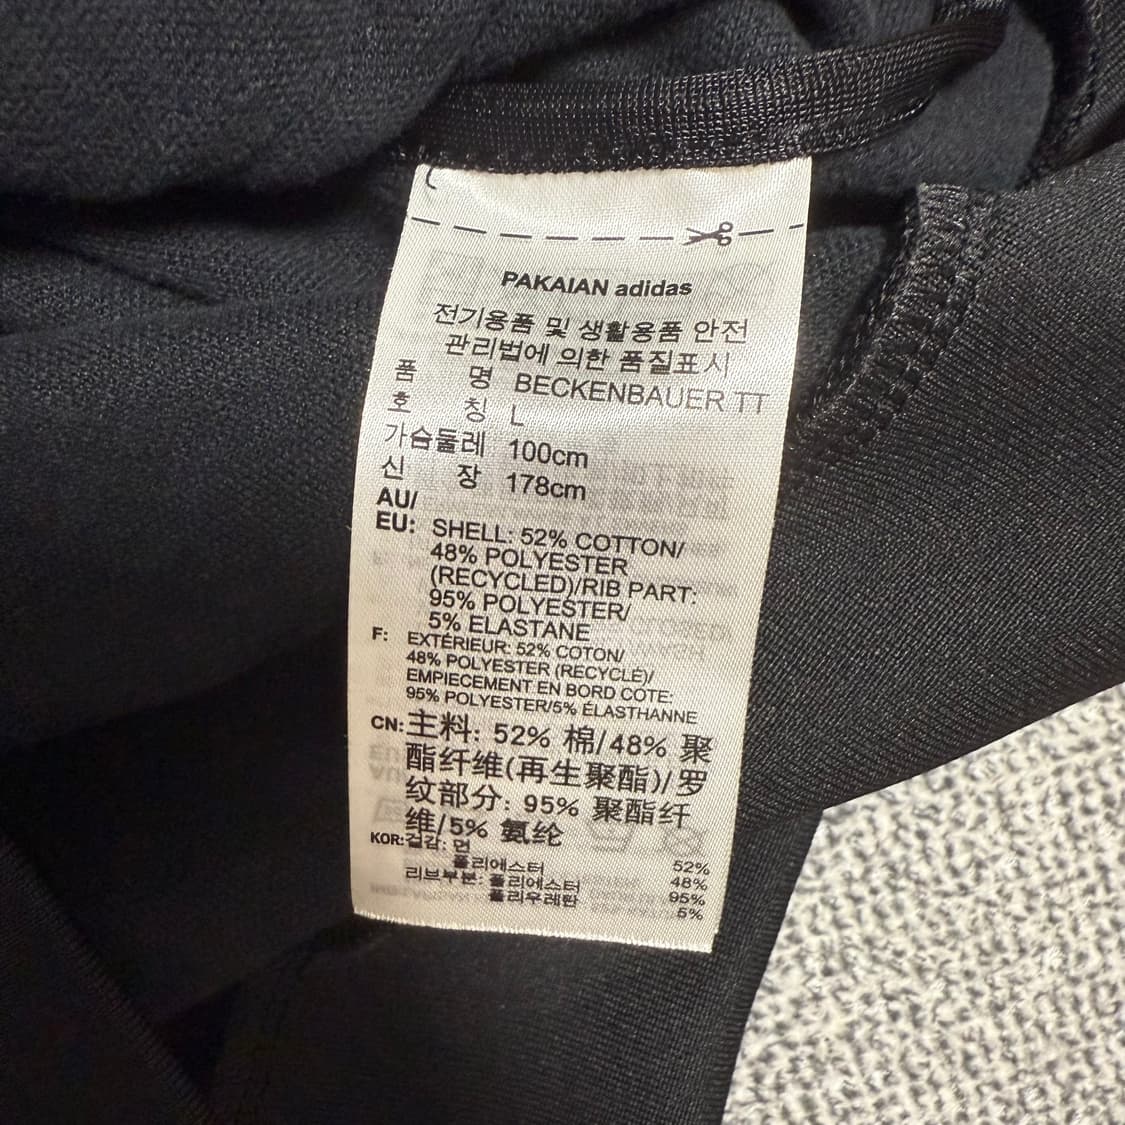 PAKAIAN adidas
전기용품 및 생활용품 안전
관리법에 의한 품질표시
품 명 BECKENBAUER TT
호 칭 L
가슴둘레 100cm
신 장 178cm
AU/
EU: SHELL: 52% COTTON/
48% POLYESTER
(RECYCLED)/RIB PART:
95% POLYESTER/
5% ELASTANE
F: EXTÉRIEUR: 52% COTON/
48% POLYESTER (RECYCLÉ)/
EMPIECEMENT EN BORD COTE:
95% POLYESTER/5% ÉLASTHANNE
CN: 主料: 52% 棉/48% 聚
酯纤维(再生聚酯)/罗
纹部分: 95% 聚酯纤
维/5% 氨纶
KOR: 겉감: 면 52%
폴리에스터 48%
리브부분: 폴리에스터 95%
폴리우레탄 5%